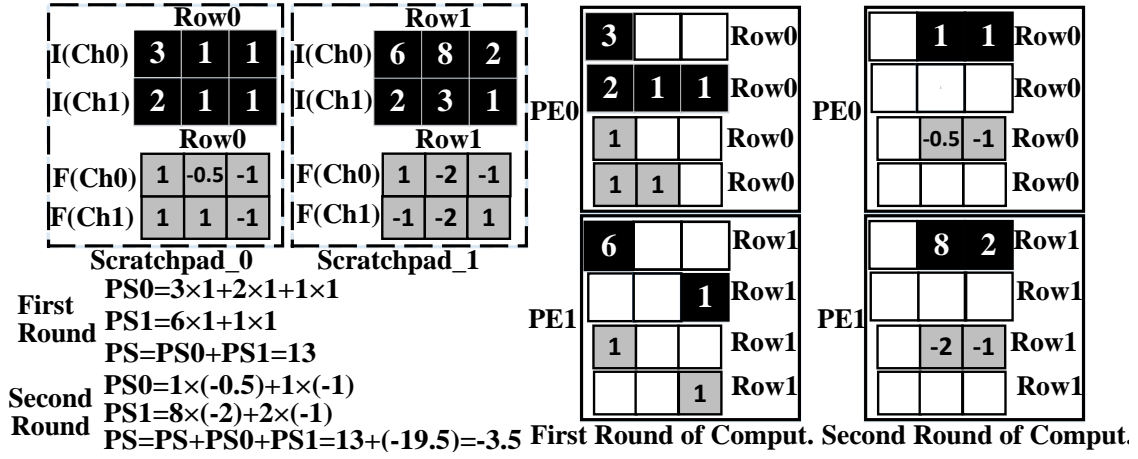 Row0
I(Ch0) 3 1 1
I(Ch1) 2 1 1
Row0
F(Ch0) 1 -0.5 -1
F(Ch1) 1 1 -1
Scratchpad_0
Row1
I(Ch0) 6 8 2
I(Ch1) 2 3 1
Row1
F(Ch0) 1 -2 -1
F(Ch1) -1 -2 1
Scratchpad_1
First Round
PS0=3×1+2×1+1×1
PS1=6×1+1×1
PS=PS0+PS1=13
Second Round
PS0=1×(-0.5)+1×(-1)
PS1=8×(-2)+2×(-1)
PS=PS+PS0+PS1=13+(-19.5)=-3.5
PE0
3 Row0
2 1 1 Row0
1 Row0
1 1 Row0
PE1
6 Row1
1 Row1
1 Row1
1 Row1
First Round of Comput.
PE0
1 1 Row0
Row0
-0.5 -1 Row0
Row0
PE1
8 2 Row1
Row1
-2 -1 Row1
Row1
Second Round of Comput.